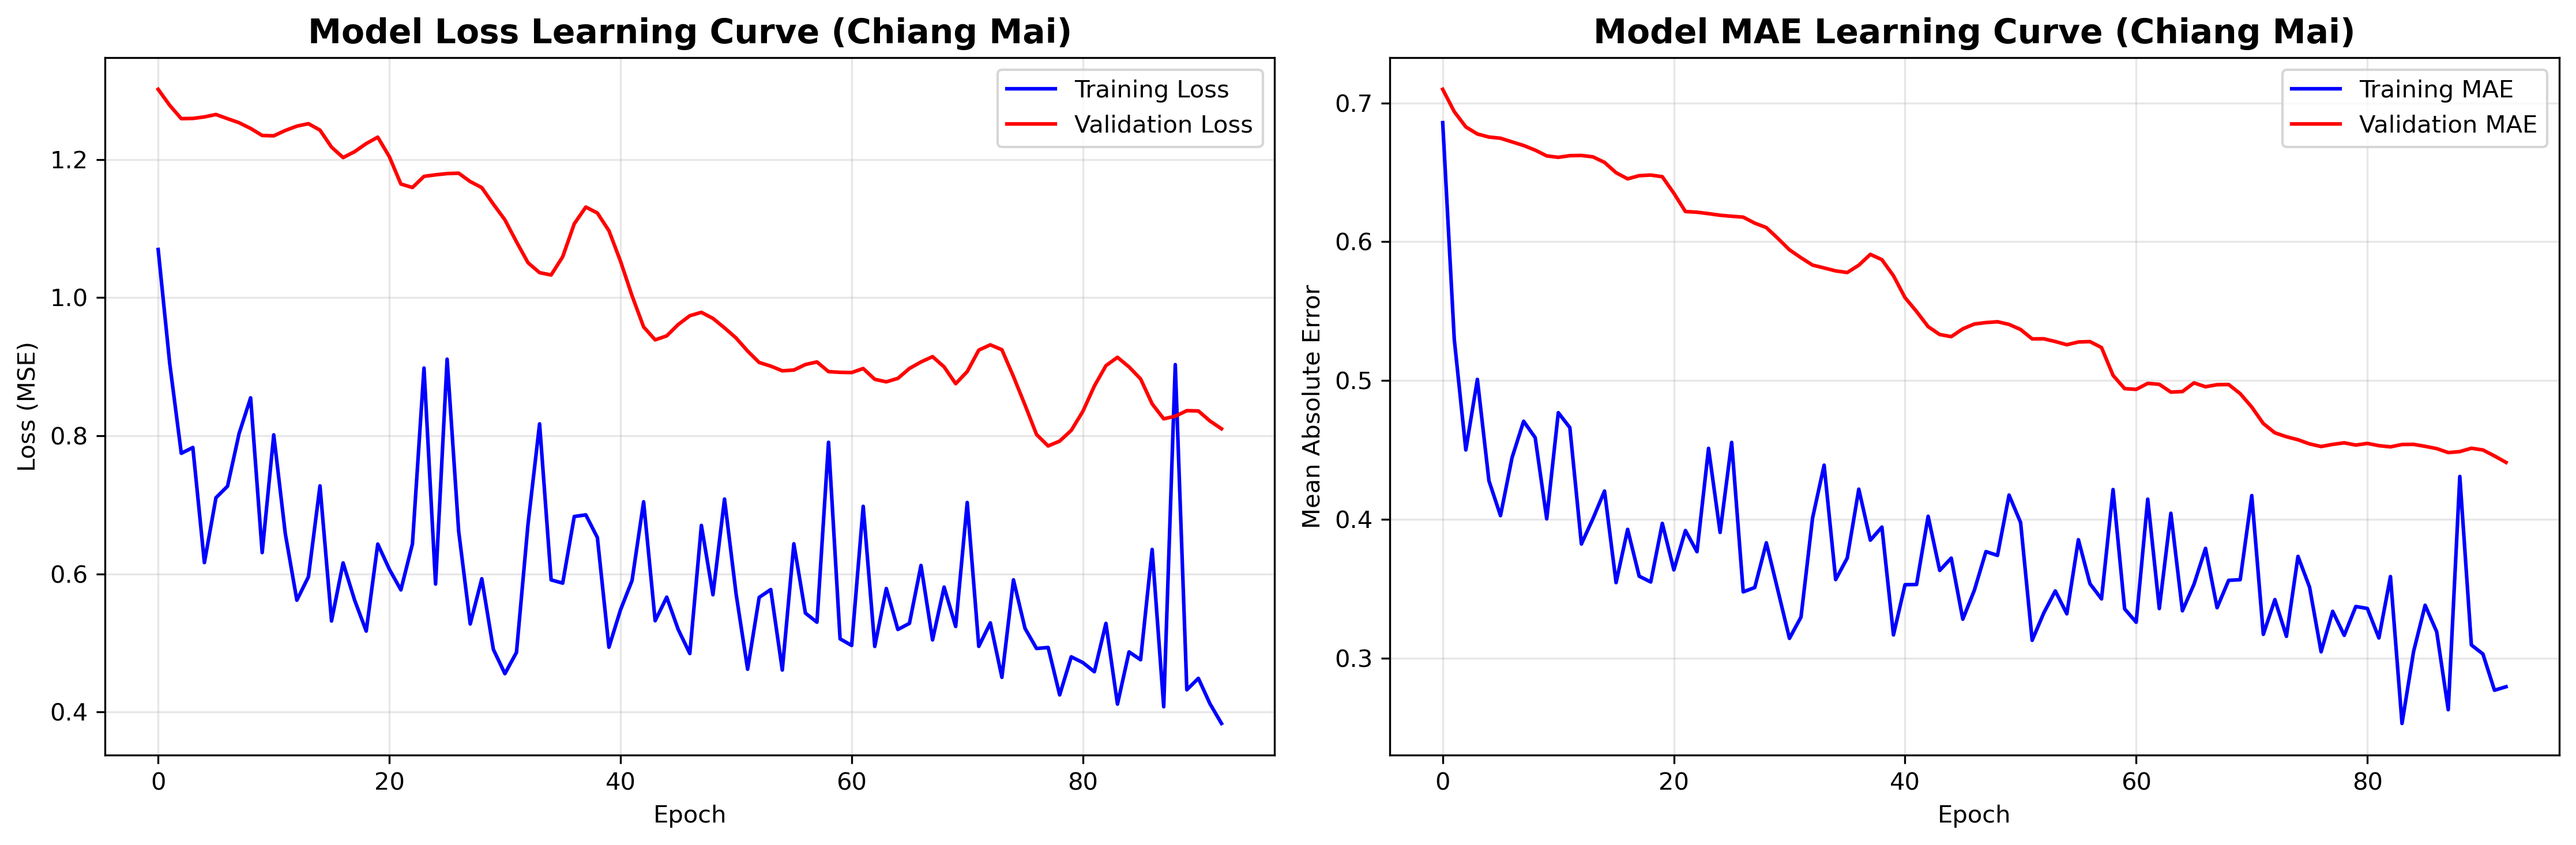 Model Loss Learning Curve (Chiang Mai)
Training Loss
Validation Loss
Loss (MSE)
1.2
1.0
0.8
0.6
0.4
0 20 40 60 80
Epoch
Model MAE Learning Curve (Chiang Mai)
Training MAE
Validation MAE
Mean Absolute Error
0.7
0.6
0.5
0.4
0.3
0 20 40 60 80
Epoch